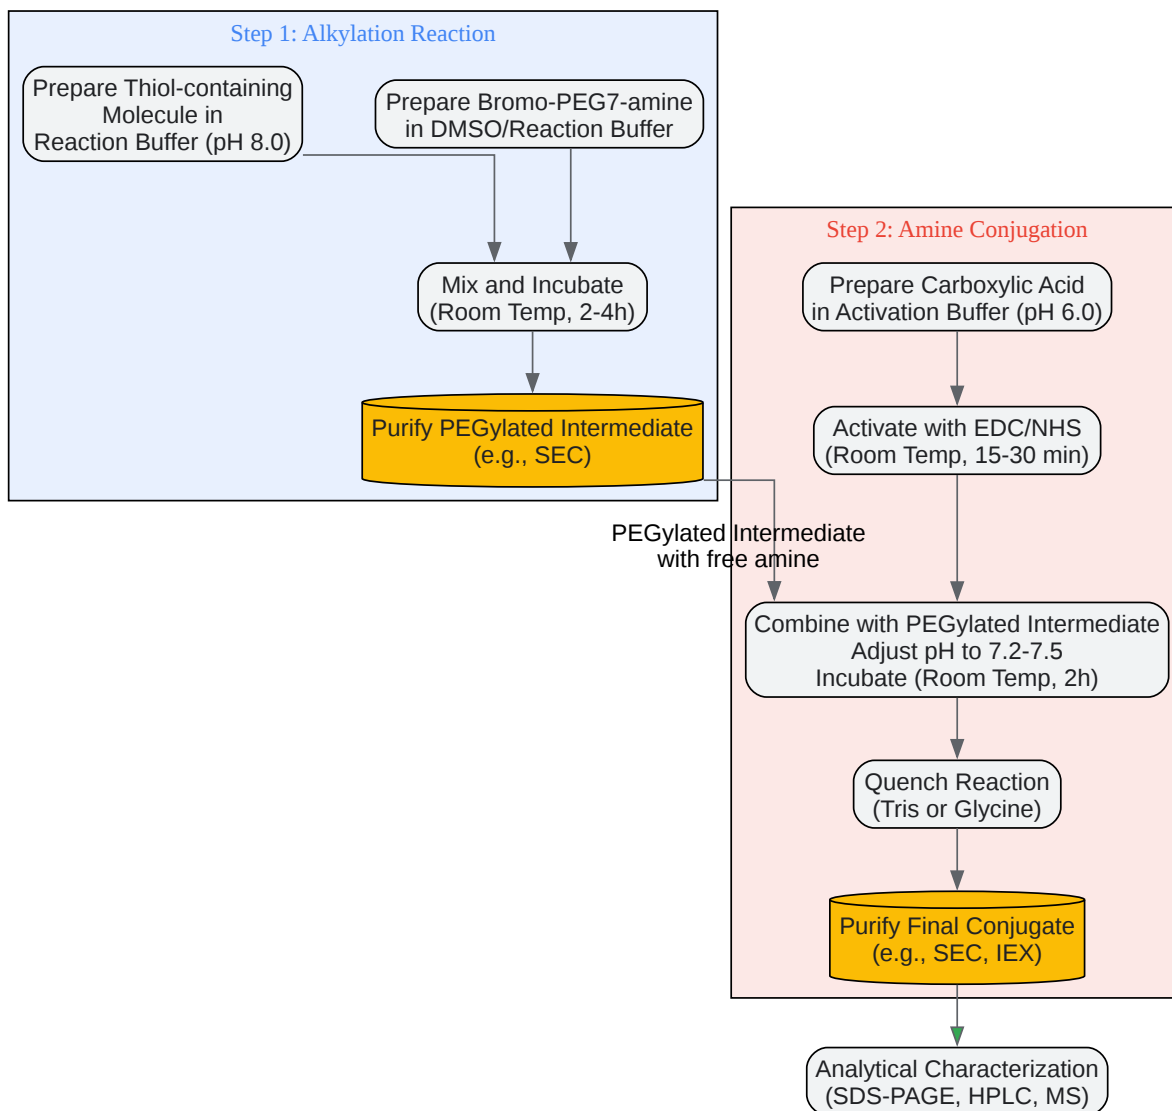 Step 1: Alkylation Reaction
Prepare Thiol-containing
Molecule in
Reaction Buffer (pH 8.0)
Prepare Bromo-PEG7-amine
in DMSO/Reaction Buffer
Mix and Incubate
(Room Temp, 2-4h)
Purify PEGylated Intermediate
(e.g., SEC)
PEGylated Intermediate
with free amine
Step 2: Amine Conjugation
Prepare Carboxylic Acid
in Activation Buffer (pH 6.0)
Activate with EDC/NHS
(Room Temp, 15-30 min)
Combine with PEGylated Intermediate
Adjust pH to 7.2-7.5
Incubate (Room Temp, 2h)
Quench Reaction
(Tris or Glycine)
Purify Final Conjugate
(e.g., SEC, IEX)
Analytical Characterization
(SDS-PAGE, HPLC, MS)